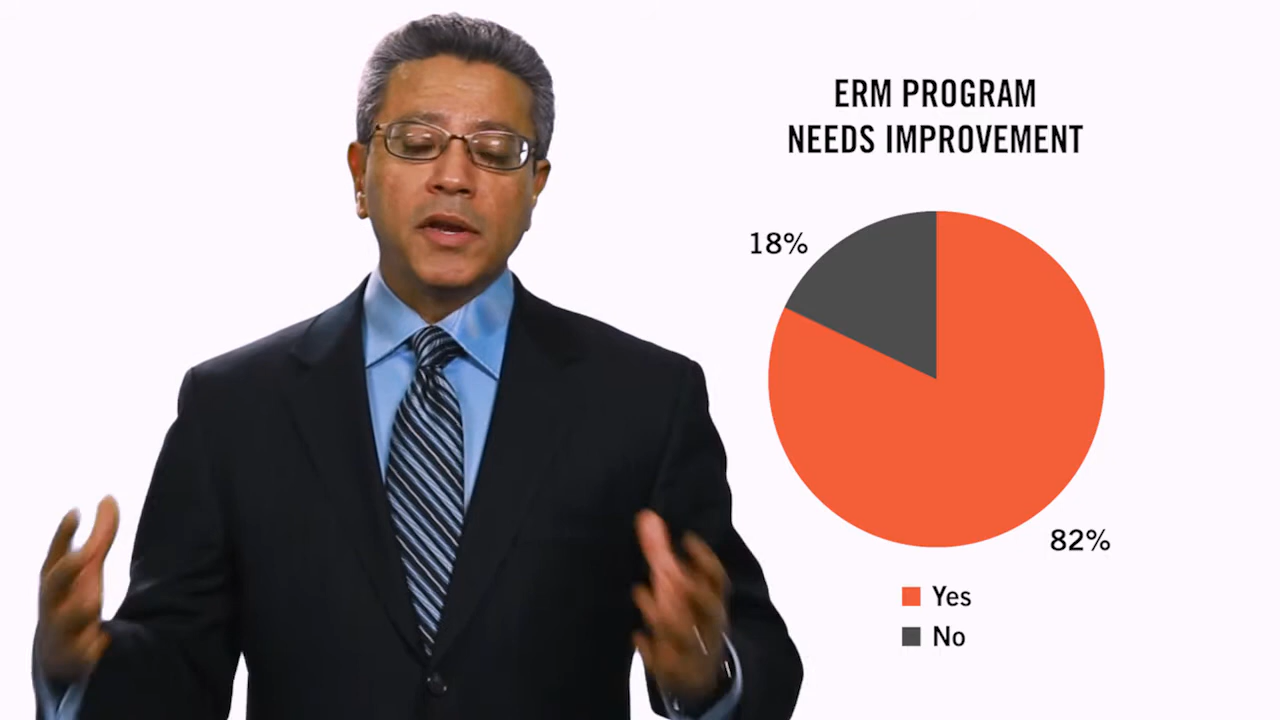 ERM PROGRAM
NEEDS IMPROVEMENT
18%
82%
Yes
No